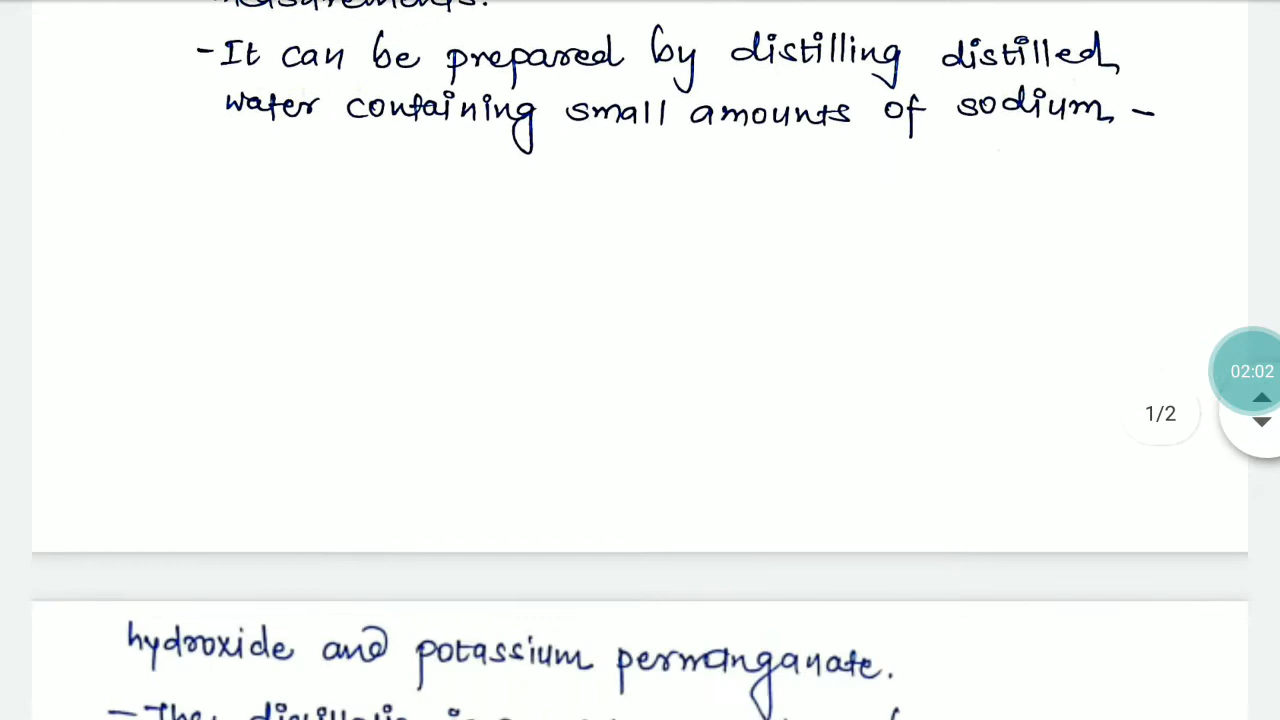 - It can be prepared by distilling distilled
water containing small amounts of sodium -
02:02
1/2
hydroxide and potassium permanganate.
- The